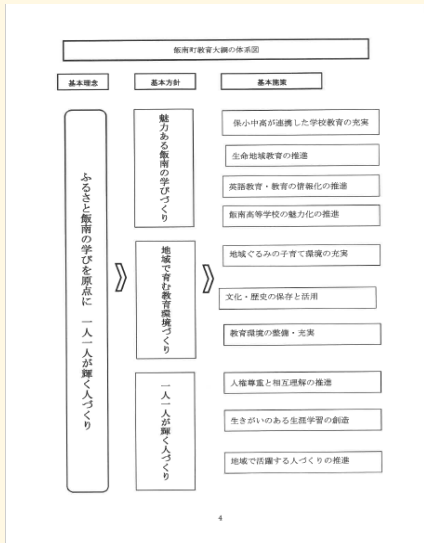 飯南町教育大綱の体系図
基本理念
基本方針
基本施策
ふるさと飯南の学びを原点に 一人一人が輝く人づくり
魅力ある飯南の学びづくり
保小中高が連携した学校教育の充実
生命地域教育の推進
英語教育・教育の情報化の推進
飯南高等学校の魅力化の推進
地域で育む教育環境づくり
地域ぐるみの子育て環境の充実
文化・歴史の保存と活用
教育環境の整備・充実
一人一人が輝く人づくり
人権尊重と相互理解の推進
生きがいのある生涯学習の創造
地域で活躍する人づくりの推進
4